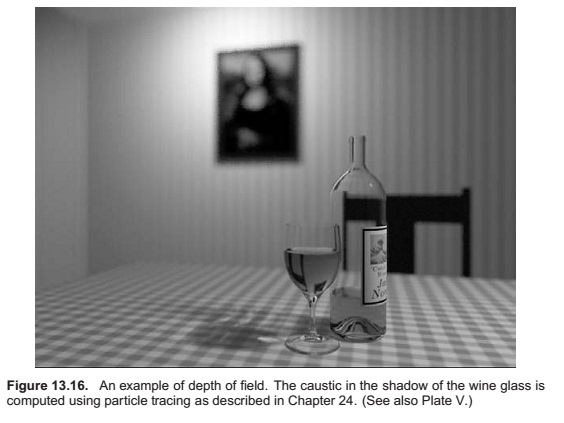 Figure 13.16. An example of depth of field. The caustic in the shadow of the wine glass is
computed using particle tracing as described in Chapter 24. (See also Plate V.)